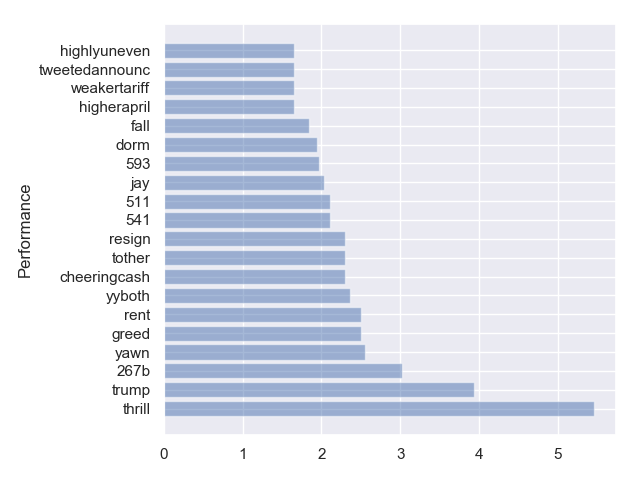 highlyuneven
tweetedannounc
weakertariff
higherapril
fall
dorm
593
jay
511
541
resign
tother
cheeringcash
yyboth
rent
greed
yawn
267b
trump
thrill
Performance
0 1 2 3 4 5